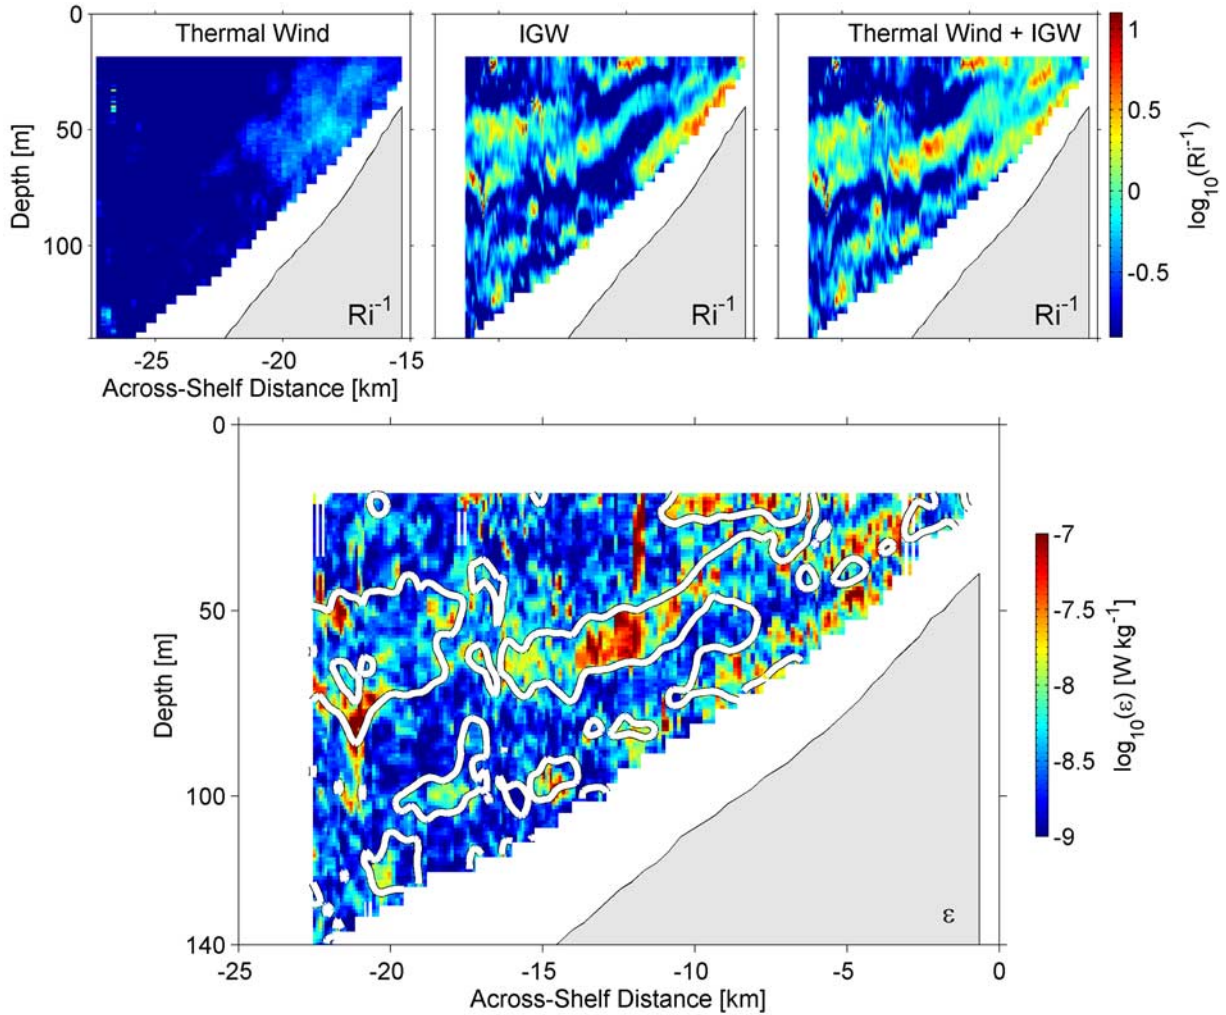 Thermal Wind
IGW
Thermal Wind + IGW
0
50
100
Depth [m]
Ri⁻¹
Ri⁻¹
Ri⁻¹
-25
-20
-15
Across-Shelf Distance [km]
1
0.5
0
-0.5
log₁₀(Ri⁻¹)
0
50
100
140
Depth [m]
ε
-25
-20
-15
-10
-5
0
Across-Shelf Distance [km]
-7
-7.5
-8
-8.5
-9
log₁₀(ε) [W kg⁻¹]